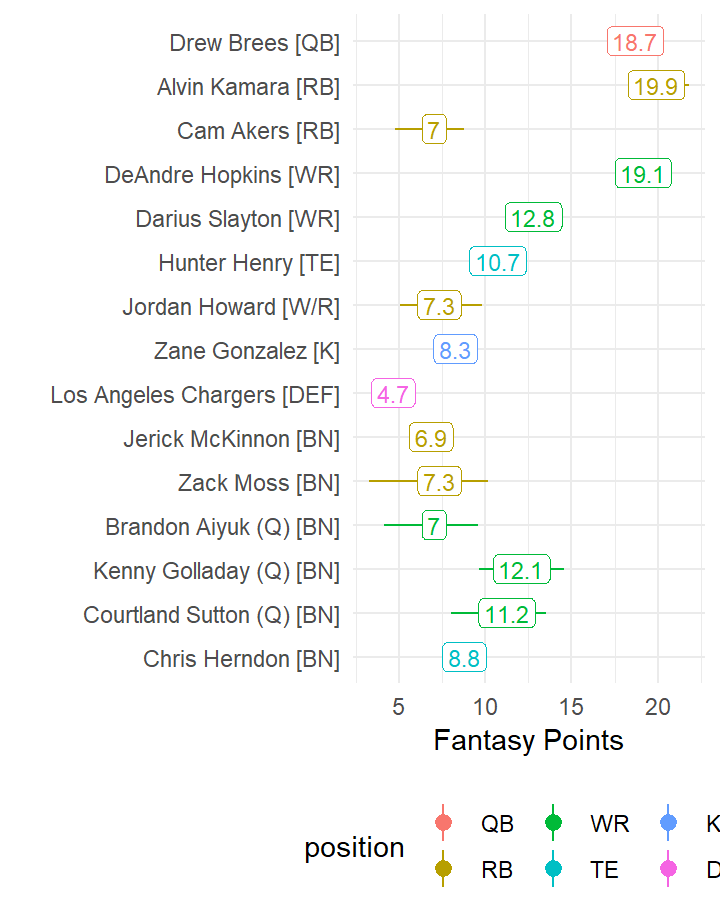 Drew Brees [QB] 18.7
Alvin Kamara [RB] 19.9
Cam Akers [RB] 7
DeAndre Hopkins [WR] 19.1
Darius Slayton [WR] 12.8
Hunter Henry [TE] 10.7
Jordan Howard [W/R] 7.3
Zane Gonzalez [K] 8.3
Los Angeles Chargers [DEF] 4.7
Jerick McKinnon [BN] 6.9
Zack Moss [BN] 7.3
Brandon Aiyuk (Q) [BN] 7
Kenny Golladay (Q) [BN] 12.1
Courtland Sutton (Q) [BN] 11.2
Chris Herndon [BN] 8.8
5 10 15 20
Fantasy Points
position
QB WR K
RB TE D